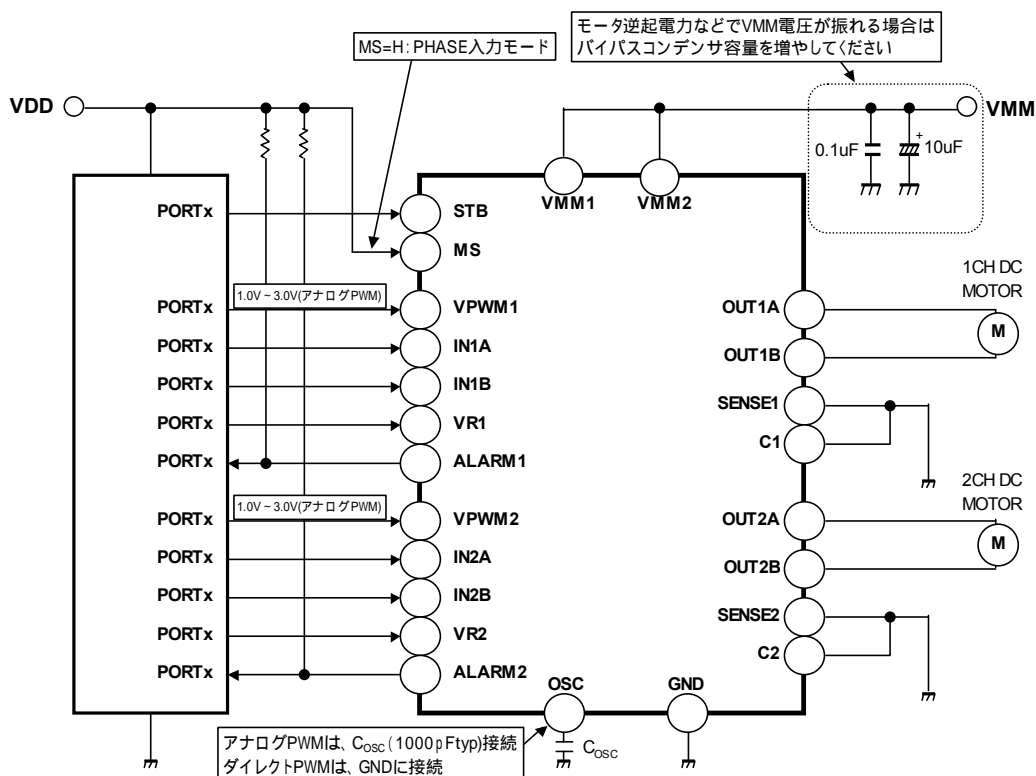 モータ逆起電力などでVMM電圧が振れる場合は
バイパスコンデンサ容量を増やしてください
MS=H: PHASE入力モード
VDD
VMM
0.1uF
+
10uF
VMM1
VMM2
PORTx
STB
MS
1.0V~3.0V(アナログPWM)
PORTx
VPWM1
PORTx
IN1A
PORTx
IN1B
PORTx
VR1
PORTx
ALARM1
1.0V~3.0V(アナログPWM)
PORTx
VPWM2
PORTx
IN2A
PORTx
IN2B
PORTx
VR2
PORTx
ALARM2
1CH DC
MOTOR
OUT1A
M
OUT1B
SENSE1
C1
2CH DC
MOTOR
OUT2A
M
OUT2B
SENSE2
C2
OSC
GND
COSC
アナログPWMは、COSC(1000pFtyp)接続
ダイレクトPWMは、GNDに接続